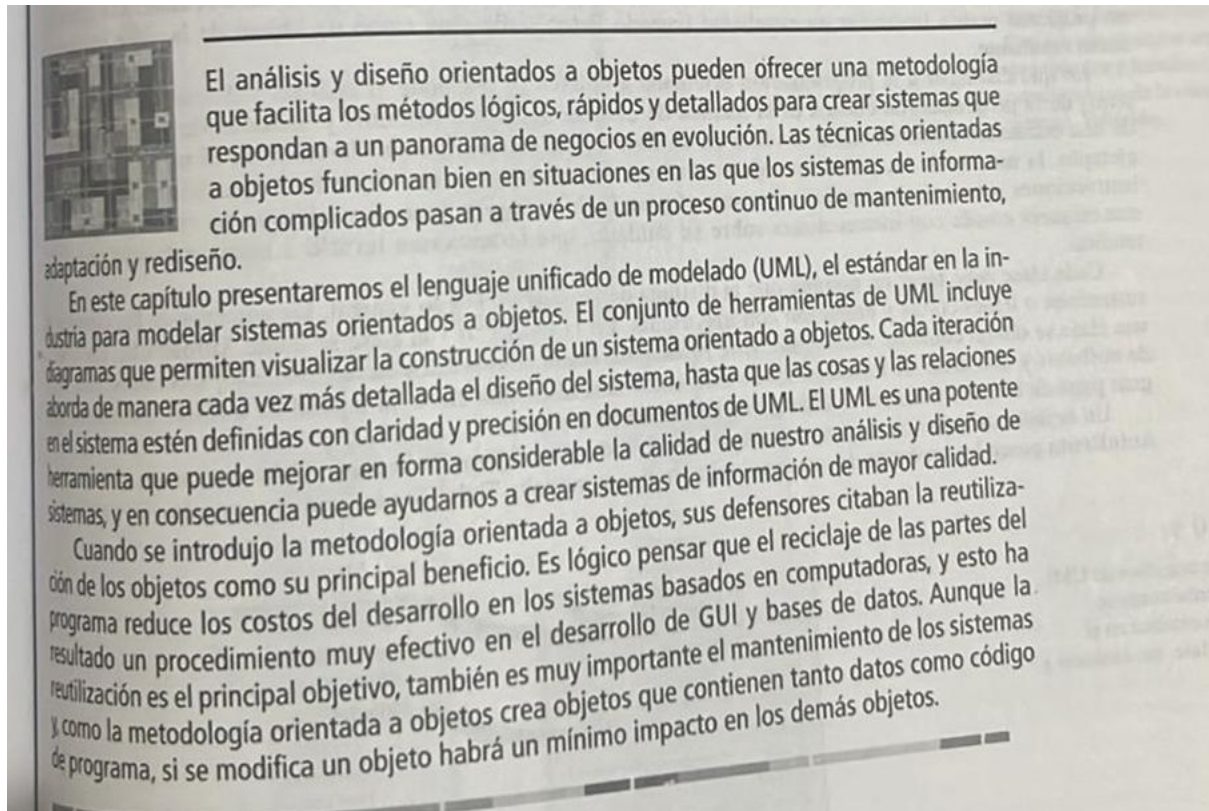 El análisis y diseño orientados a objetos pueden ofrecer una metodología
que facilita los métodos lógicos, rápidos y detallados para crear sistemas que
respondan a un panorama de negocios en evolución. Las técnicas orientadas
a objetos funcionan bien en situaciones en las que los sistemas de informa-
ción complicados pasan a través de un proceso continuo de mantenimiento,
adaptación y rediseño.
En este capítulo presentaremos el lenguaje unificado de modelado (UML), el estándar en la in-
dustria para modelar sistemas orientados a objetos. El conjunto de herramientas de UML incluye
diagramas que permiten visualizar la construcción de un sistema orientado a objetos. Cada iteración
aborda de manera cada vez más detallada el diseño del sistema, hasta que las cosas y las relaciones
en el sistema estén definidas con claridad y precisión en documentos de UML. El UML es una potente
herramienta que puede mejorar en forma considerable la calidad de nuestro análisis y diseño de
sistemas, y en consecuencia puede ayudarnos a crear sistemas de información de mayor calidad.
Cuando se introdujo la metodología orientada a objetos, sus defensores citaban la reutiliza-
ción de los objetos como su principal beneficio. Es lógico pensar que el reciclaje de las partes del
programa reduce los costos del desarrollo en los sistemas basados en computadoras, y esto ha
resultado un procedimiento muy efectivo en el desarrollo de GUI y bases de datos. Aunque la
reutilización es el principal objetivo, también es muy importante el mantenimiento de los sistemas
y, como la metodología orientada a objetos crea objetos que contienen tanto datos como código
de programa, si se modifica un objeto habrá un mínimo impacto en los demás objetos.